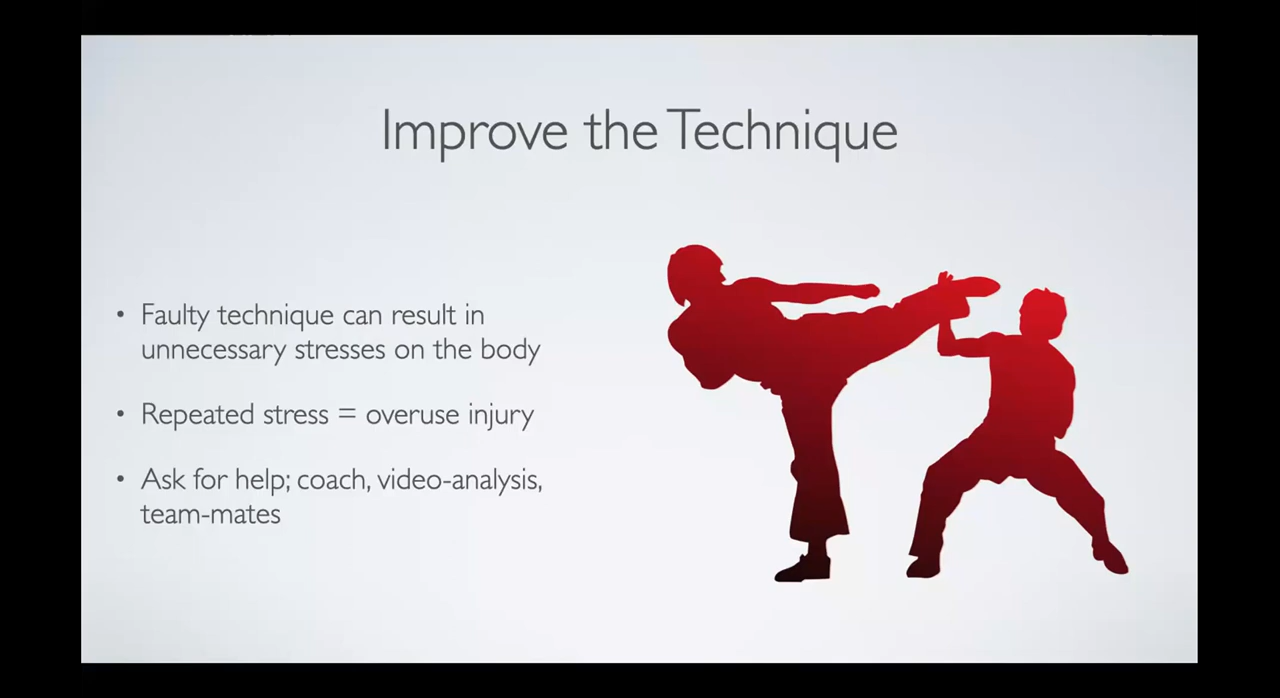 Improve the Technique
• Faulty technique can result in
unnecessary stresses on the body
• Repeated stress = overuse injury
• Ask for help; coach, video-analysis,
team-mates